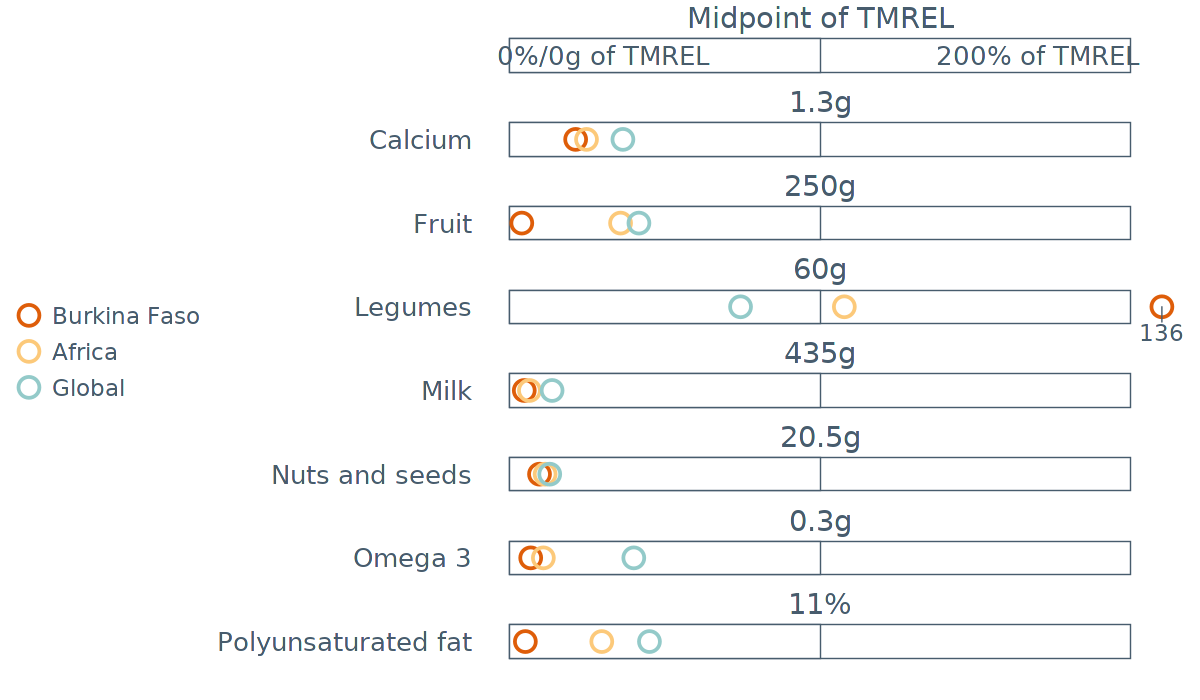 Midpoint of TMREL
0%/0g of TMREL
200% of TMREL
1.3g
Calcium
250g
Fruit
60g
Legumes
136
435g
Milk
20.5g
Nuts and seeds
0.3g
Omega 3
11%
Polyunsaturated fat
Burkina Faso
Africa
Global